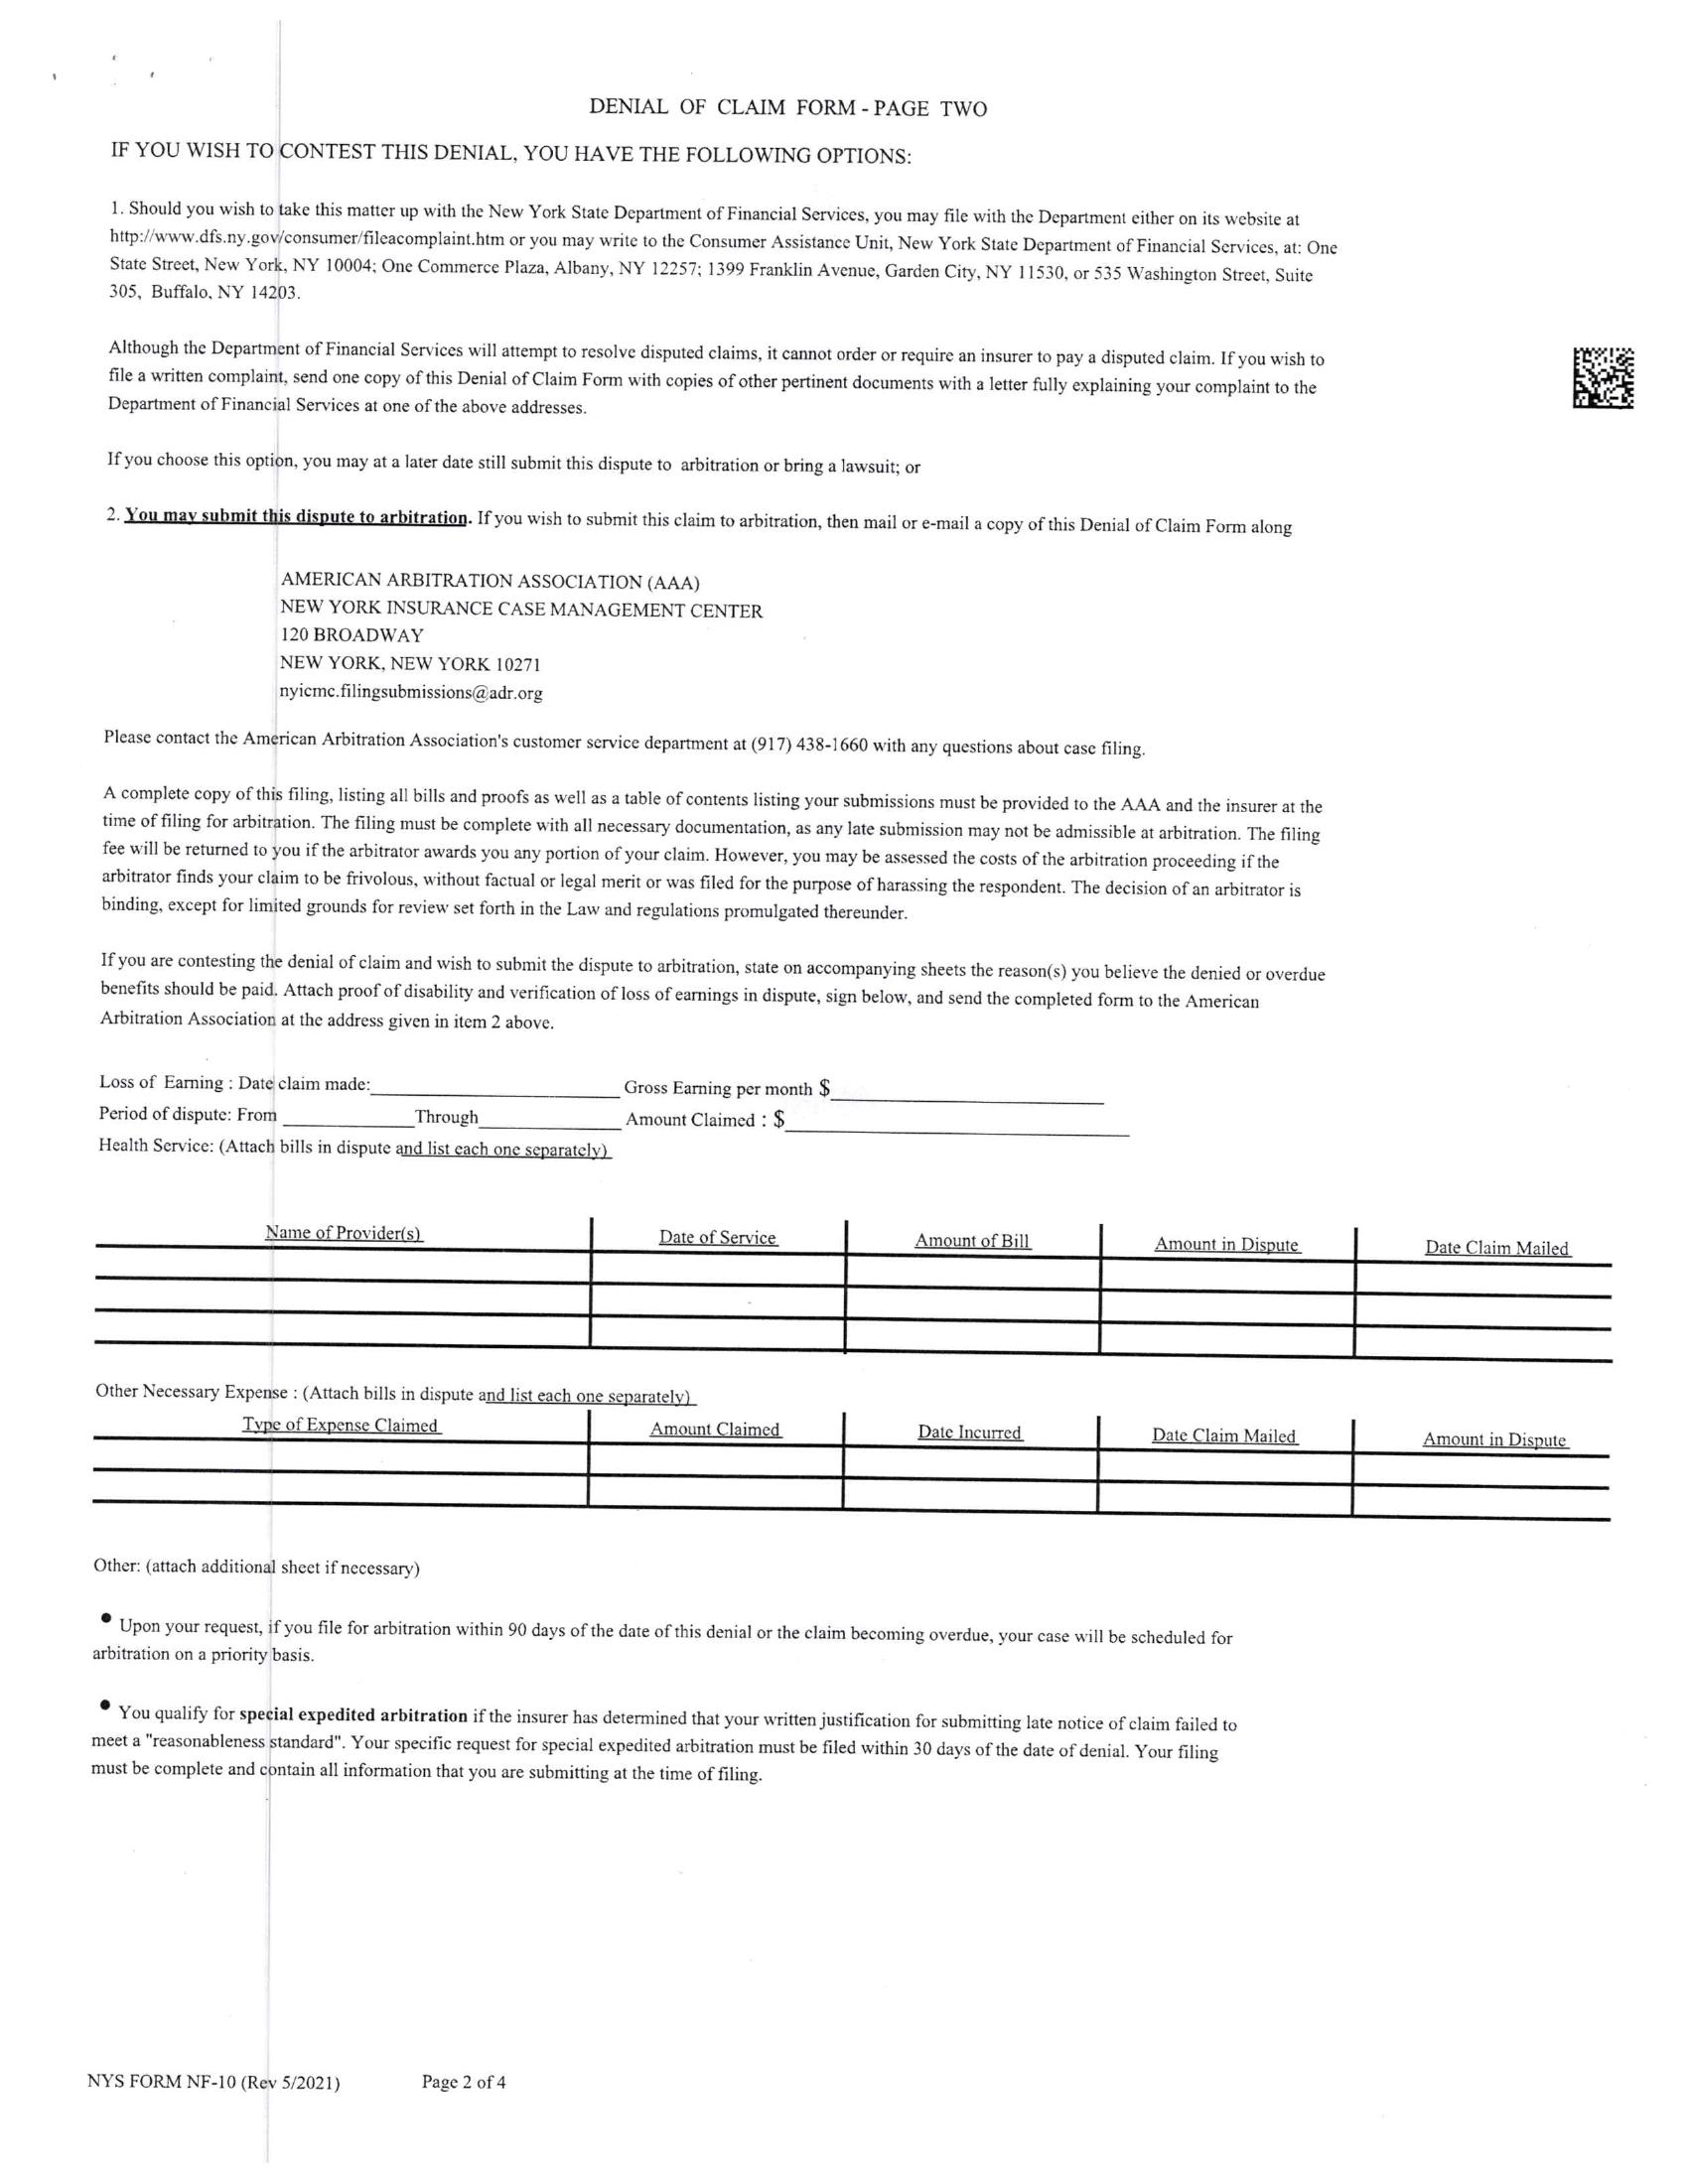 DENIAL OF CLAIM FORM - PAGE TWO
IF YOU WISH TO CONTEST THIS DENIAL, YOU HAVE THE FOLLOWING OPTIONS:
1. Should you wish to take this matter up with the New York State Department of Financial Services, you may file with the Department either on its website at
http://www.dfs.ny.gov/consumer/fileacomplaint.htm or you may write to the Consumer Assistance Unit, New York State Department of Financial Services, at: One
State Street, New York, NY 10004; One Commerce Plaza, Albany, NY 12257; 1399 Franklin Avenue, Garden City, NY 11530, or 535 Washington Street, Suite
305, Buffalo, NY 14203.
Although the Department of Financial Services will attempt to resolve disputed claims, it cannot order or require an insurer to pay a disputed claim. If you wish to
file a written complaint, send one copy of this Denial of Claim Form with copies of other pertinent documents with a letter fully explaining your complaint to the
Department of Financial Services at one of the above addresses.
If you choose this option, you may at a later date still submit this dispute to arbitration or bring a lawsuit; or
2. You may submit this dispute to arbitration. If you wish to submit this claim to arbitration, then mail or e-mail a copy of this Denial of Claim Form along
AMERICAN ARBITRATION ASSOCIATION (AAA)
NEW YORK INSURANCE CASE MANAGEMENT CENTER
120 BROADWAY
NEW YORK, NEW YORK 10271
nyicmc.filingsubmissions@adr.org
Please contact the American Arbitration Association's customer service department at (917) 438-1660 with any questions about case filing.
A complete copy of this filing, listing all bills and proofs as well as a table of contents listing your submissions must be provided to the AAA and the insurer at the
time of filing for arbitration. The filing must be complete with all necessary documentation, as any late submission may not be admissible at arbitration. The filing
fee will be returned to you if the arbitrator awards you any portion of your claim. However, you may be assessed the costs of the arbitration proceeding if the
arbitrator finds your claim to be frivolous, without factual or legal merit or was filed for the purpose of harassing the respondent. The decision of an arbitrator is
binding, except for limited grounds for review set forth in the Law and regulations promulgated thereunder.
If you are contesting the denial of claim and wish to submit the dispute to arbitration, state on accompanying sheets the reason(s) you believe the denied or overdue
benefits should be paid. Attach proof of disability and verification of loss of earnings in dispute, sign below, and send the completed form to the American
Arbitration Association at the address given in item 2 above.
Loss of Earning : Date claim made: Gross Earning per month $
Period of dispute: From Through Amount Claimed : $
Health Service: (Attach bills in dispute and list each one separately)
Name of Provider(s) Date of Service Amount of Bill Amount in Dispute Date Claim Mailed
Other Necessary Expense : (Attach bills in dispute and list each one separately)
Type of Expense Claimed Amount Claimed Date Incurred Date Claim Mailed Amount in Dispute
Other: (attach additional sheet if necessary)
• Upon your request, if you file for arbitration within 90 days of the date of this denial or the claim becoming overdue, your case will be scheduled for
arbitration on a priority basis.
• You qualify for special expedited arbitration if the insurer has determined that your written justification for submitting late notice of claim failed to
meet a "reasonableness standard". Your specific request for special expedited arbitration must be filed within 30 days of the date of denial. Your filing
must be complete and contain all information that you are submitting at the time of filing.
NYS FORM NF-10 (Rev 5/2021) Page 2 of 4